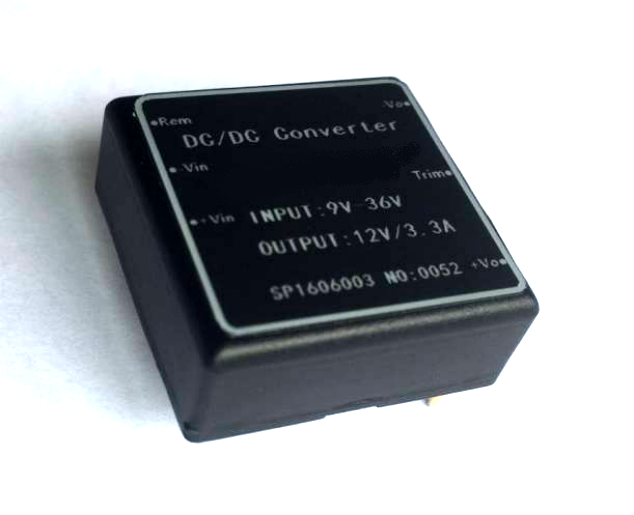 Rem
-Vo
DC/DC Converter
-Vin
Trim
+Vin
INPUT:9V-36V
OUTPUT:12V/3.3A
SP1606003 NO:0052
+Vo